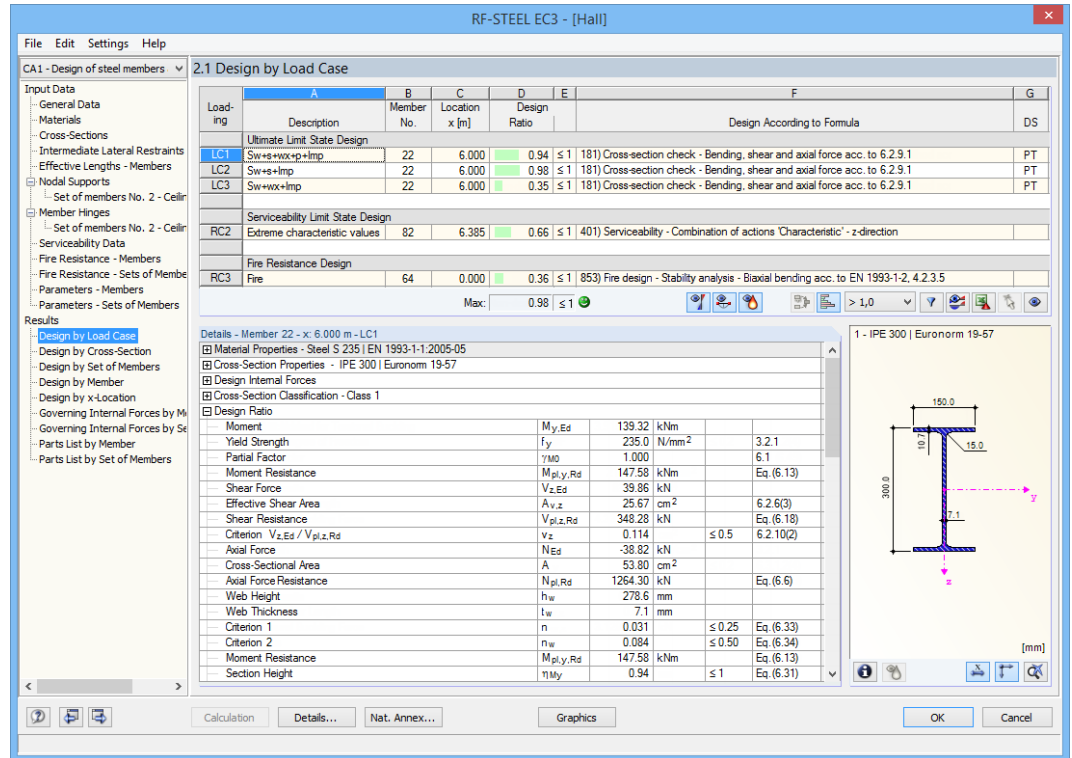 RF-STEEL EC3 - [Hall]
File Edit Settings Help
CA1 - Design of steel members
Input Data
General Data
Materials
Cross-Sections
Intermediate Lateral Restraints
Effective Lengths - Members
Nodal Supports
Set of members No. 2 - Ceilin
Member Hinges
Set of members No. 2 - Ceilin
Serviceability Data
Fire Resistance - Members
Fire Resistance - Sets of Membe
Parameters - Members
Parameters - Sets of Members
Results
Design by Load Case
Design by Cross-Section
Design by Set of Members
Design by Member
Design by x-Location
Governing Internal Forces by M
Governing Internal Forces by Se
Parts List by Member
Parts List by Set of Members
2.1 Design by Load Case
A B C D E F G
Load- Member Location Design
ing Description No. x [m] Ratio Design According to Formula DS
Ultimate Limit State Design
LC1 Sw+s+wx+p+Imp 22 6.000 0.94 ≤ 1 181) Cross-section check - Bending, shear and axial force acc. to 6.2.9.1 PT
LC2 Sw+s+Imp 22 6.000 0.98 ≤ 1 181) Cross-section check - Bending, shear and axial force acc. to 6.2.9.1 PT
LC3 Sw+wx+Imp 22 6.000 0.35 ≤ 1 181) Cross-section check - Bending, shear and axial force acc. to 6.2.9.1 PT
Serviceability Limit State Design
RC2 Extreme characteristic values 82 6.385 0.66 ≤ 1 401) Serviceability - Combination of actions 'Characteristic' - z-direction
Fire Resistance Design
RC3 Fire 64 0.000 0.36 ≤ 1 853) Fire design - Stability analysis - Biaxial bending acc. to EN 1993-1-2, 4.2.3.5
Max: 0.98 ≤ 1 > 1,0
Details - Member 22 - x: 6.000 m - LC1
Material Properties - Steel S 235 | EN 1993-1-1:2005-05
Cross-Section Properties - IPE 300 | Euronorm 19-57
Design Internal Forces
Cross-Section Classification - Class 1
Design Ratio
Moment My,Ed 139.32 kNm
Yield Strength fy 235.0 N/mm2 3.2.1
Partial Factor γM0 1.000 6.1
Moment Resistance Mpl,y,Rd 147.58 kNm Eq.(6.13)
Shear Force Vz,Ed 39.86 kN
Effective Shear Area Av,z 25.67 cm2 6.2.6(3)
Shear Resistance Vpl,z,Rd 348.28 kN Eq.(6.18)
Criterion Vz,Ed / Vpl,z,Rd vz 0.114 ≤ 0.5 6.2.10(2)
Axial Force NEd -38.82 kN
Cross-Sectional Area A 53.80 cm2
Axial Force Resistance Npl,Rd 1264.30 kN Eq.(6.6)
Web Height hw 278.6 mm
Web Thickness tw 7.1 mm
Criterion 1 n 0.031 ≤ 0.25 Eq.(6.33)
Criterion 2 nw 0.084 ≤ 0.50 Eq.(6.34)
Moment Resistance Mpl,y,Rd 147.58 kNm Eq.(6.13)
Section Height ηMy 0.94 ≤ 1 Eq.(6.31)
1 - IPE 300 | Euronorm 19-57
150.0
10.7
15.0
300.0
7.1
y
z
[mm]
Calculation Details... Nat. Annex... Graphics OK Cancel